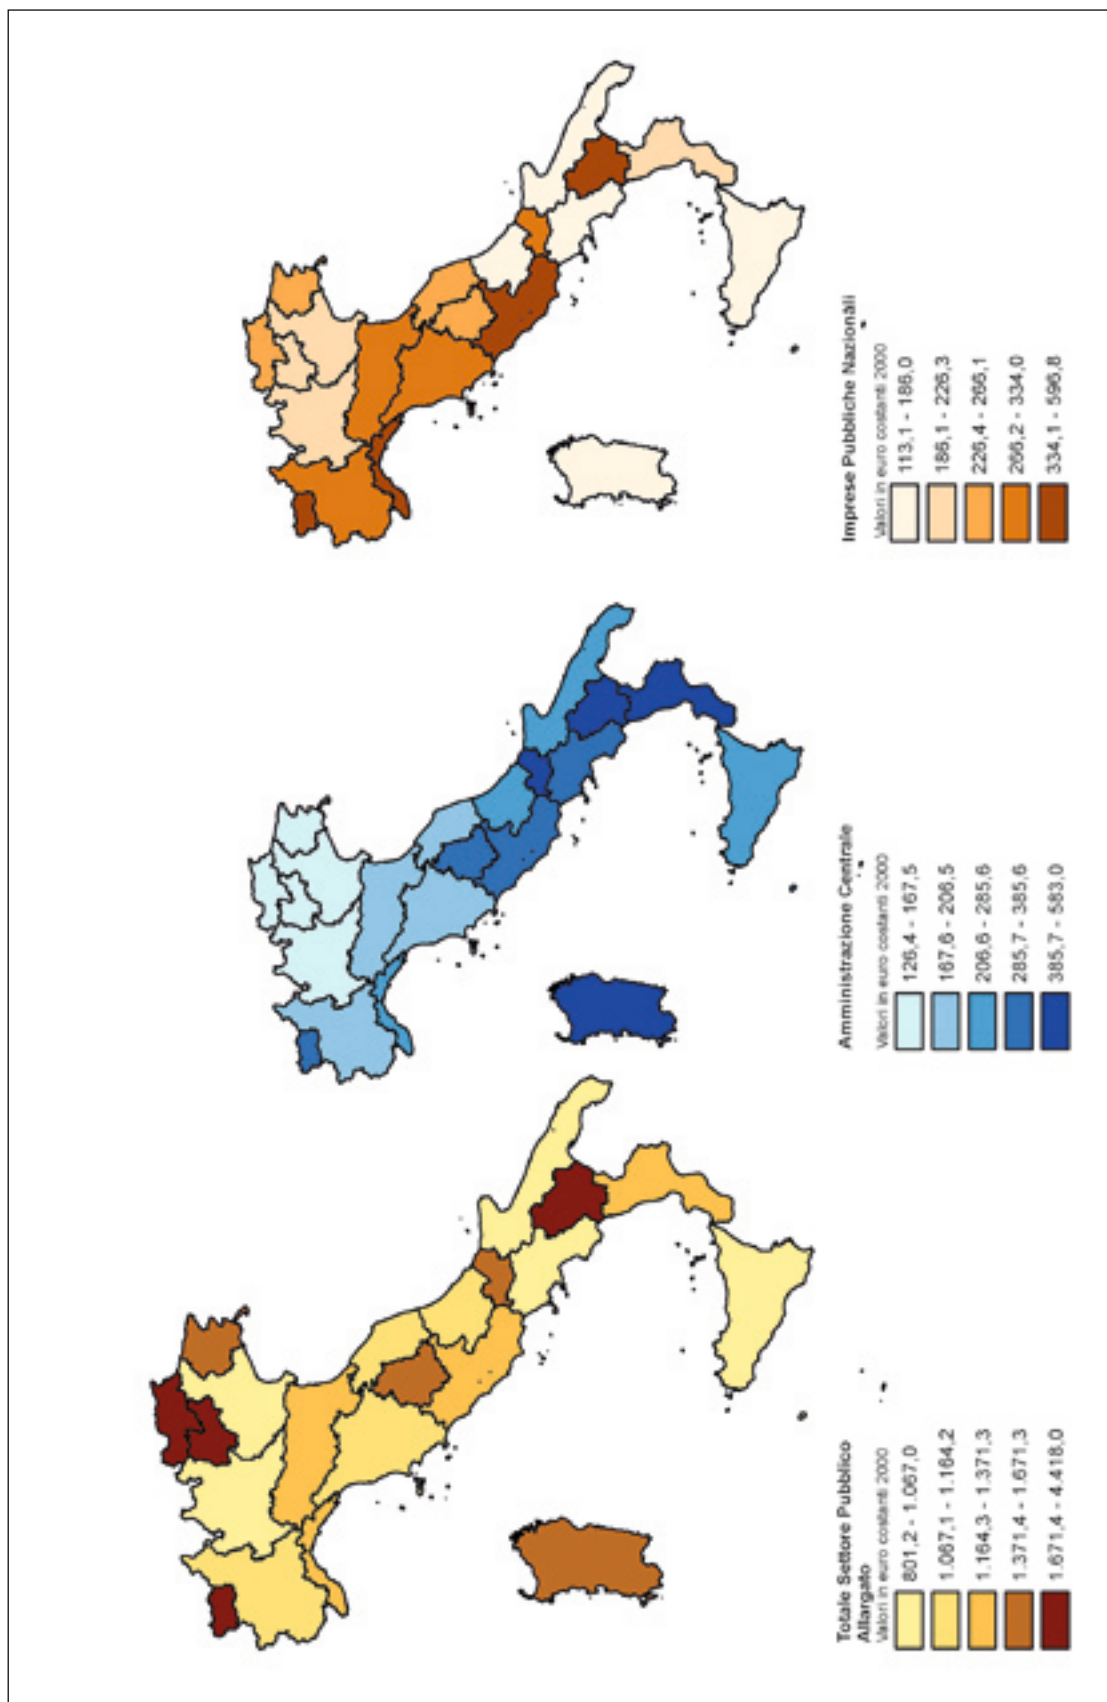 Totale Settore Pubblico
Allargato
Valori in euro costanti 2000
801,2 - 1.067,0
1.067,1 - 1.164,2
1.164,3 - 1.371,3
1.371,4 - 1.671,3
1.671,4 - 4.418,0
Amministrazione Centrale
Valori in euro costanti 2000
126,4 - 167,5
167,6 - 206,5
206,6 - 285,6
285,7 - 385,6
385,7 - 583,0
Imprese Pubbliche Nazionali
Valori in euro costanti 2000
113,1 - 186,0
186,1 - 226,3
226,4 - 266,1
266,2 - 334,0
334,1 - 596,8